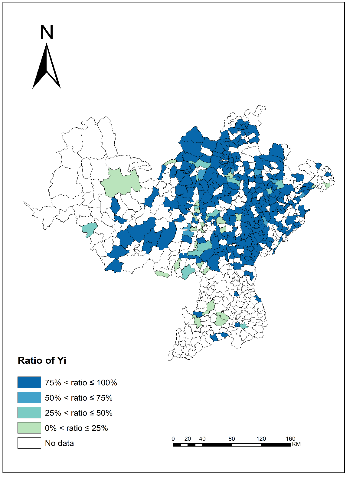 N
Ratio of Yi
75% < ratio ≤ 100%
50% < ratio ≤ 75%
25% < ratio ≤ 50%
0% < ratio ≤ 25%
No data
0 20 40 80 120 160
KM